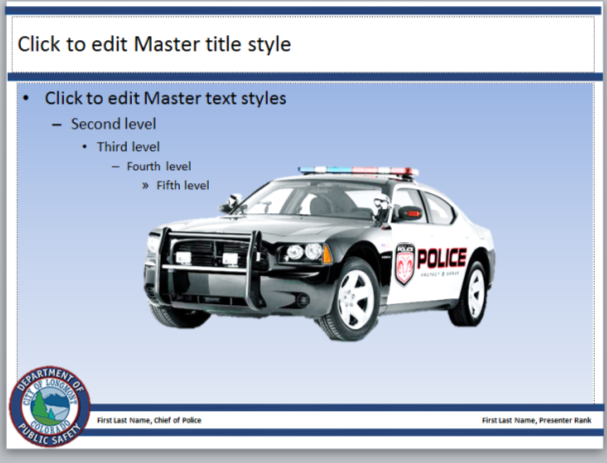 Click to edit Master title style
• Click to edit Master text styles
– Second level
• Third level
– Fourth level
» Fifth level
POLICE
PROTECT & SERVE
DEPARTMENT OF
CITY OF LONGMONT
COLORADO
PUBLIC SAFETY
First Last Name, Chief of Police
First Last Name, Presenter Rank